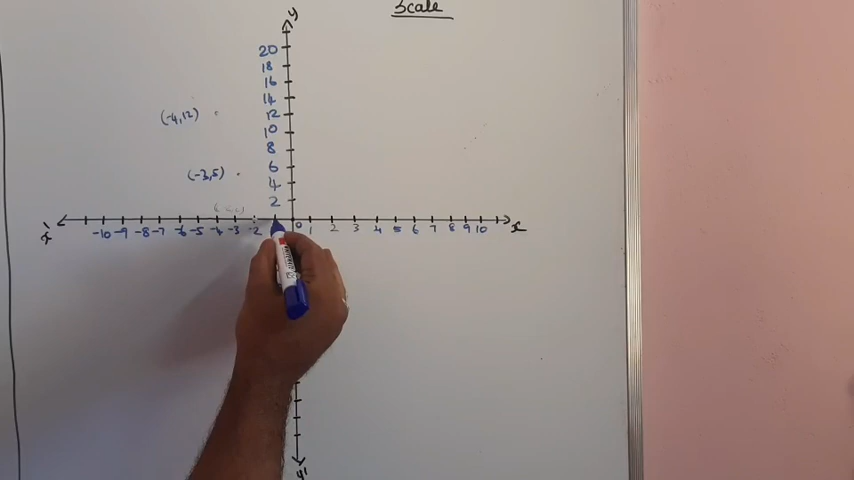 Scale
y
20
18
16
14
(-4,12) 12
10
8
6
(-3,5)
4
2
x' -10 -9 -8 -7 -6 -5 -4 -3 -2 0 1 2 3 4 5 6 7 8 9 10 x
y'